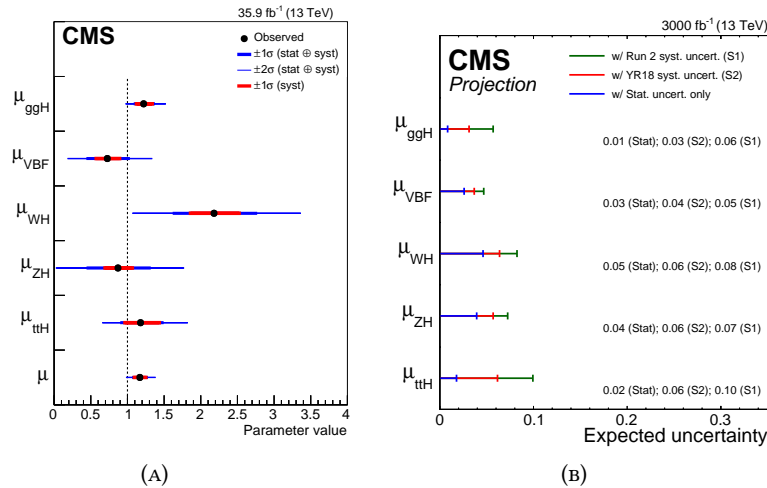 35.9 fb⁻¹ (13 TeV)
CMS
Observed
±1σ (stat ⊕ syst)
±2σ (stat ⊕ syst)
±1σ (syst)
μggH
μVBF
μWH
μZH
μttH
μ
0 0.5 1 1.5 2 2.5 3 3.5 4
Parameter value
(A)
3000 fb⁻¹ (13 TeV)
CMS
Projection
w/ Run 2 syst. uncert. (S1)
w/ YR18 syst. uncert. (S2)
w/ Stat. uncert. only
μggH
0.01 (Stat); 0.03 (S2); 0.06 (S1)
μVBF
0.03 (Stat); 0.04 (S2); 0.05 (S1)
μWH
0.05 (Stat); 0.06 (S2); 0.08 (S1)
μZH
0.04 (Stat); 0.06 (S2); 0.07 (S1)
μttH
0.02 (Stat); 0.06 (S2); 0.10 (S1)
0 0.1 0.2 0.3
Expected uncertainty
(B)